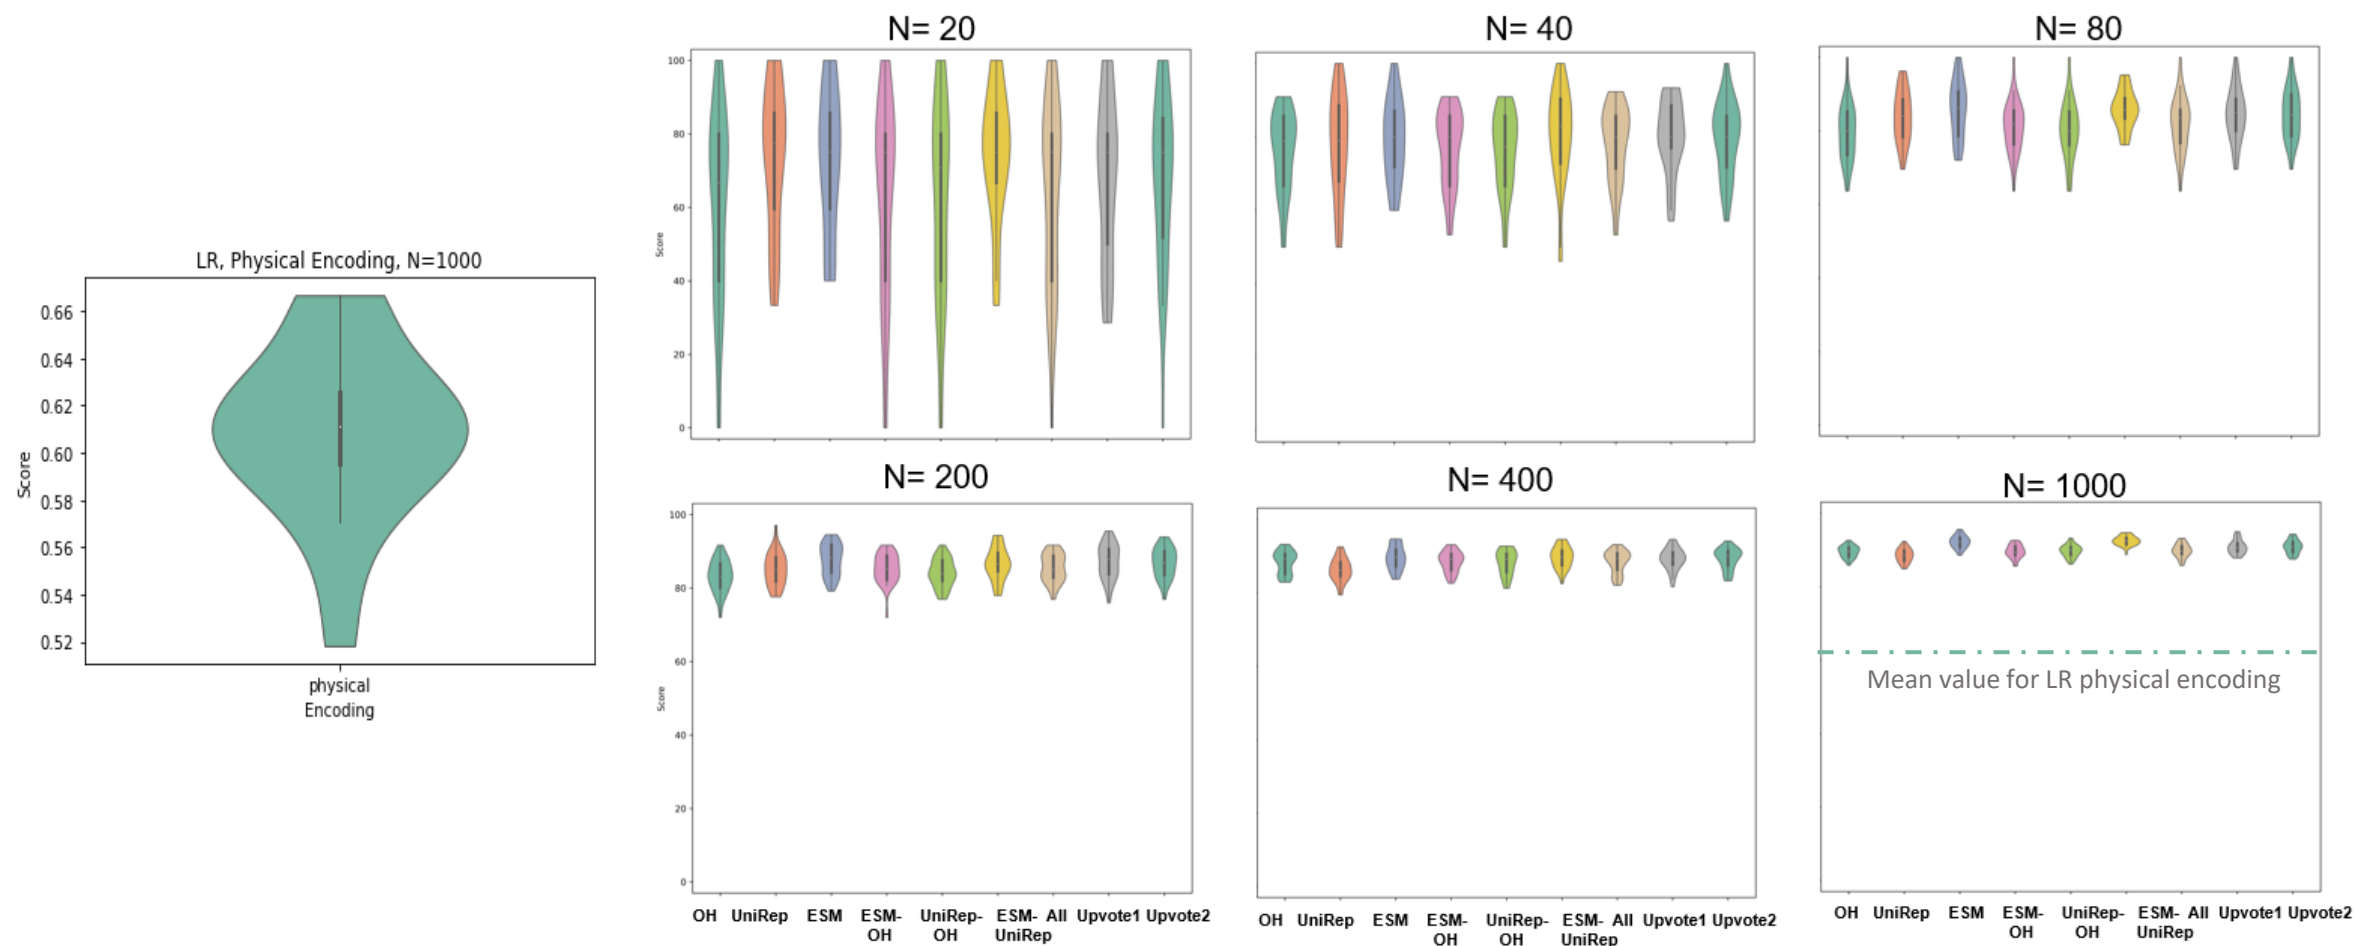 LR, Physical Encoding, N=1000
0.66
0.64
0.62
0.60
0.58
0.56
0.54
0.52
Score
physical
Encoding
N= 20
100
80
60
40
20
0
Score
N= 40
N= 80
N= 200
100
80
60
40
20
0
Score
OH UniRep ESM ESM-OH UniRep-OH ESM-UniRep All Upvote1 Upvote2
N= 400
OH UniRep ESM ESM-OH UniRep-OH ESM-UniRep All Upvote1 Upvote2
N= 1000
Mean value for LR physical encoding
OH UniRep ESM ESM-OH UniRep-OH ESM-UniRep All Upvote1 Upvote2